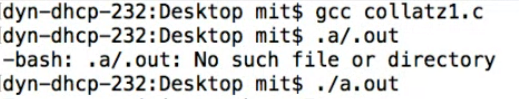 dyn-dhcp-232:Desktop mit$ gcc collatz1.c
dyn-dhcp-232:Desktop mit$ .a/.out
-bash: .a/.out: No such file or directory
dyn-dhcp-232:Desktop mit$ ./a.out